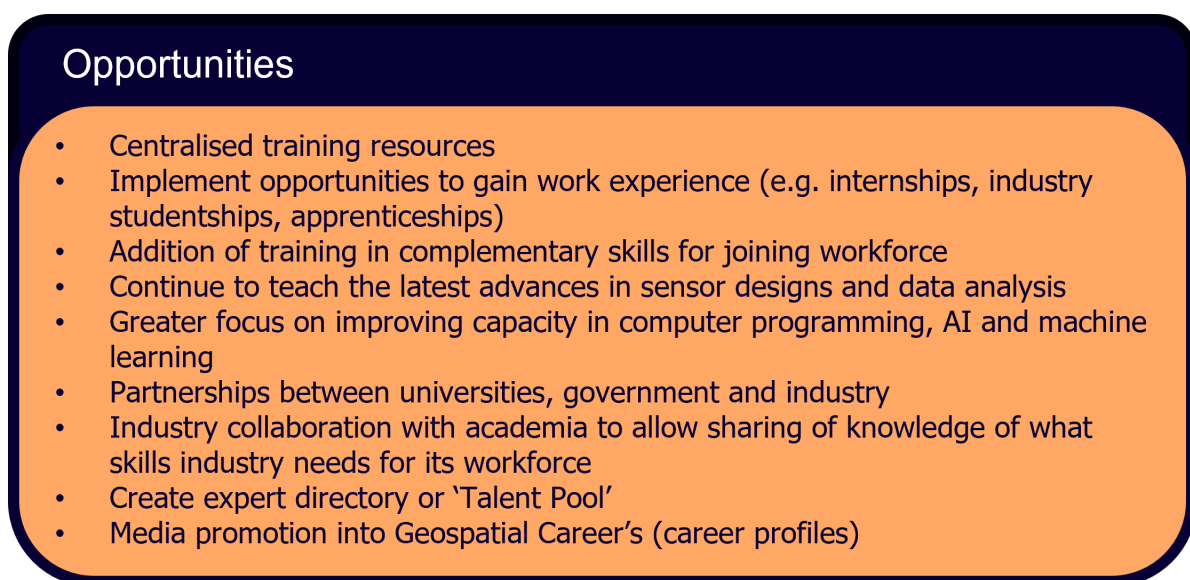 Opportunities
• Centralised training resources
• Implement opportunities to gain work experience (e.g. internships, industry
studentships, apprenticeships)
• Addition of training in complementary skills for joining workforce
• Continue to teach the latest advances in sensor designs and data analysis
• Greater focus on improving capacity in computer programming, AI and machine
learning
• Partnerships between universities, government and industry
• Industry collaboration with academia to allow sharing of knowledge of what
skills industry needs for its workforce
• Create expert directory or ‘Talent Pool’
• Media promotion into Geospatial Career’s (career profiles)